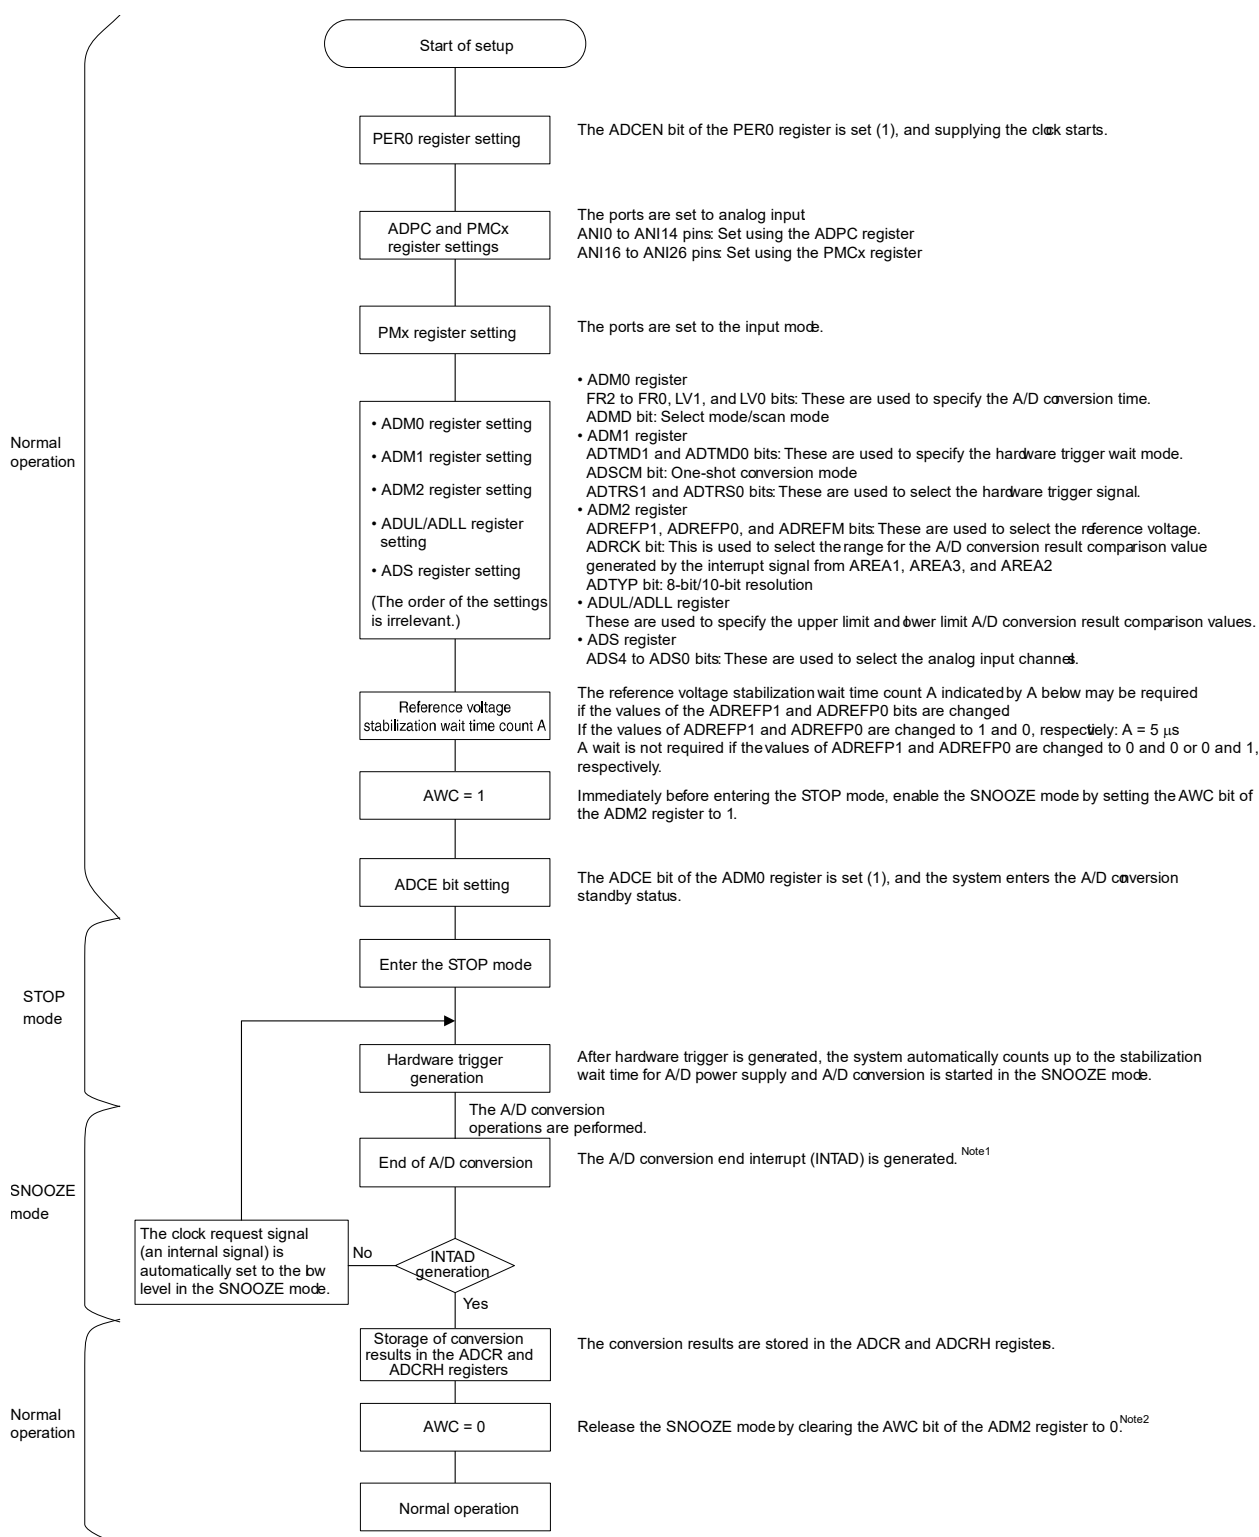 Start of setup
PER0 register setting
The ADCEN bit of the PER0 register is set (1), and supplying the clock starts.
ADPC and PMCx
register settings
The ports are set to analog input
ANI0 to ANI14 pins: Set using the ADPC register
ANI16 to ANI26 pins: Set using the PMCx register
PMx register setting
The ports are set to the input mode.
Normal
operation
• ADM0 register setting
• ADM1 register setting
• ADM2 register setting
• ADUL/ADLL register
setting
• ADS register setting
(The order of the settings
is irrelevant.)
• ADM0 register
FR2 to FR0, LV1, and LV0 bits: These are used to specify the A/D conversion time.
ADMD bit: Select mode/scan mode
• ADM1 register
ADTMD1 and ADTMD0 bits: These are used to specify the hardware trigger wait mode.
ADSCM bit: One-shot conversion mode
ADTRS1 and ADTRS0 bits: These are used to select the hardware trigger signal.
• ADM2 register
ADREFP1, ADREFP0, and ADREFM bits: These are used to select the reference voltage.
ADRCK bit: This is used to select the range for the A/D conversion result comparison value
generated by the interrupt signal from AREA1, AREA3, and AREA2
ADTYP bit: 8-bit/10-bit resolution
• ADUL/ADLL register
These are used to specify the upper limit and lower limit A/D conversion result comparison values.
• ADS register
ADS4 to ADS0 bits: These are used to select the analog input channel.
Reference voltage
stabilization wait time count A
The reference voltage stabilization wait time count A indicated by A below may be required
if the values of the ADREFP1 and ADREFP0 bits are changed
If the values of ADREFP1 and ADREFP0 are changed to 1 and 0, respectively: A = 5 μs
A wait is not required if the values of ADREFP1 and ADREFP0 are changed to 0 and 0 or 0 and 1,
respectively.
AWC = 1
Immediately before entering the STOP mode, enable the SNOOZE mode by setting the AWC bit of
the ADM2 register to 1.
ADCE bit setting
The ADCE bit of the ADM0 register is set (1), and the system enters the A/D conversion
standby status.
Enter the STOP mode
STOP
mode
Hardware trigger
generation
After hardware trigger is generated, the system automatically counts up to the stabilization
wait time for A/D power supply and A/D conversion is started in the SNOOZE mode.
The A/D conversion
operations are performed.
End of A/D conversion
The A/D conversion end interrupt (INTAD) is generated. Note1
SNOOZE
mode
The clock request signal
(an internal signal) is
automatically set to the low
level in the SNOOZE mode.
No
INTAD
generation
Yes
Storage of conversion
results in the ADCR and
ADCRH registers
The conversion results are stored in the ADCR and ADCRH registers.
Normal
operation
AWC = 0
Release the SNOOZE mode by clearing the AWC bit of the ADM2 register to 0. Note2
Normal operation